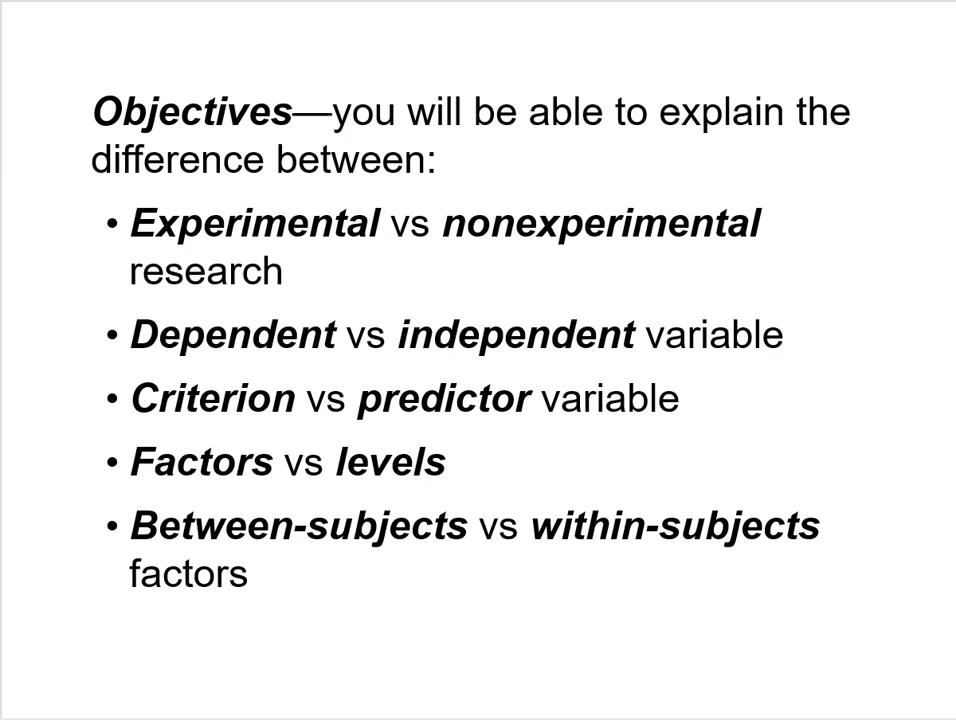 Objectives—you will be able to explain the
difference between:
• Experimental vs nonexperimental
research
• Dependent vs independent variable
• Criterion vs predictor variable
• Factors vs levels
• Between-subjects vs within-subjects
factors